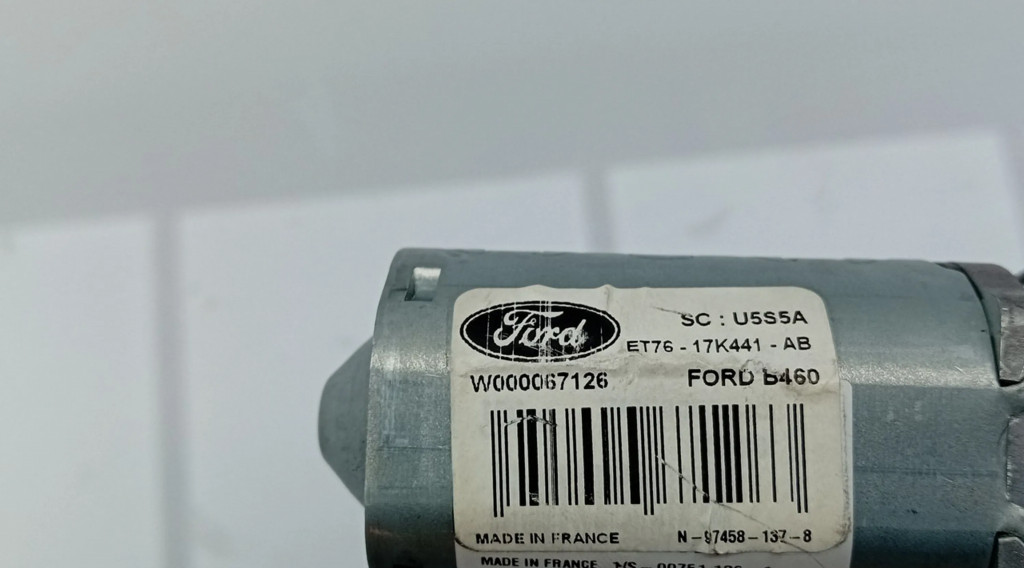 Ford
SC : U5S5A
ET76 - 17K441 - AB
W000067126
FORD B460
MADE IN FRANCE
N - 97458 - 137 - 8
MADE IN FRANCE